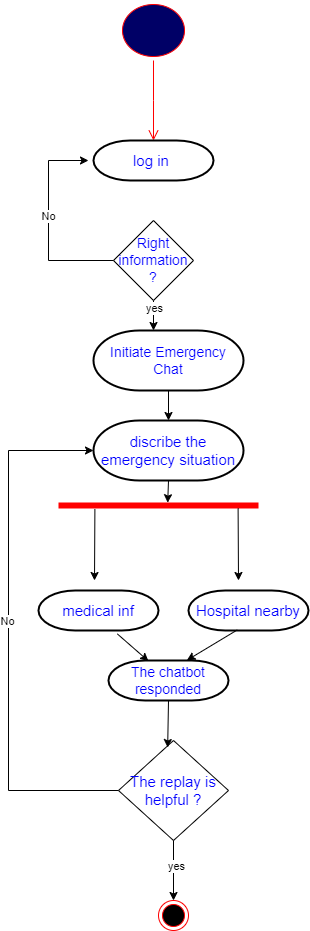 log in
No
Right
information
?
yes
Initiate Emergency
Chat
discribe the
emergency situation
medical inf
Hospital nearby
No
The chatbot
responded
The replay is
helpful ?
yes